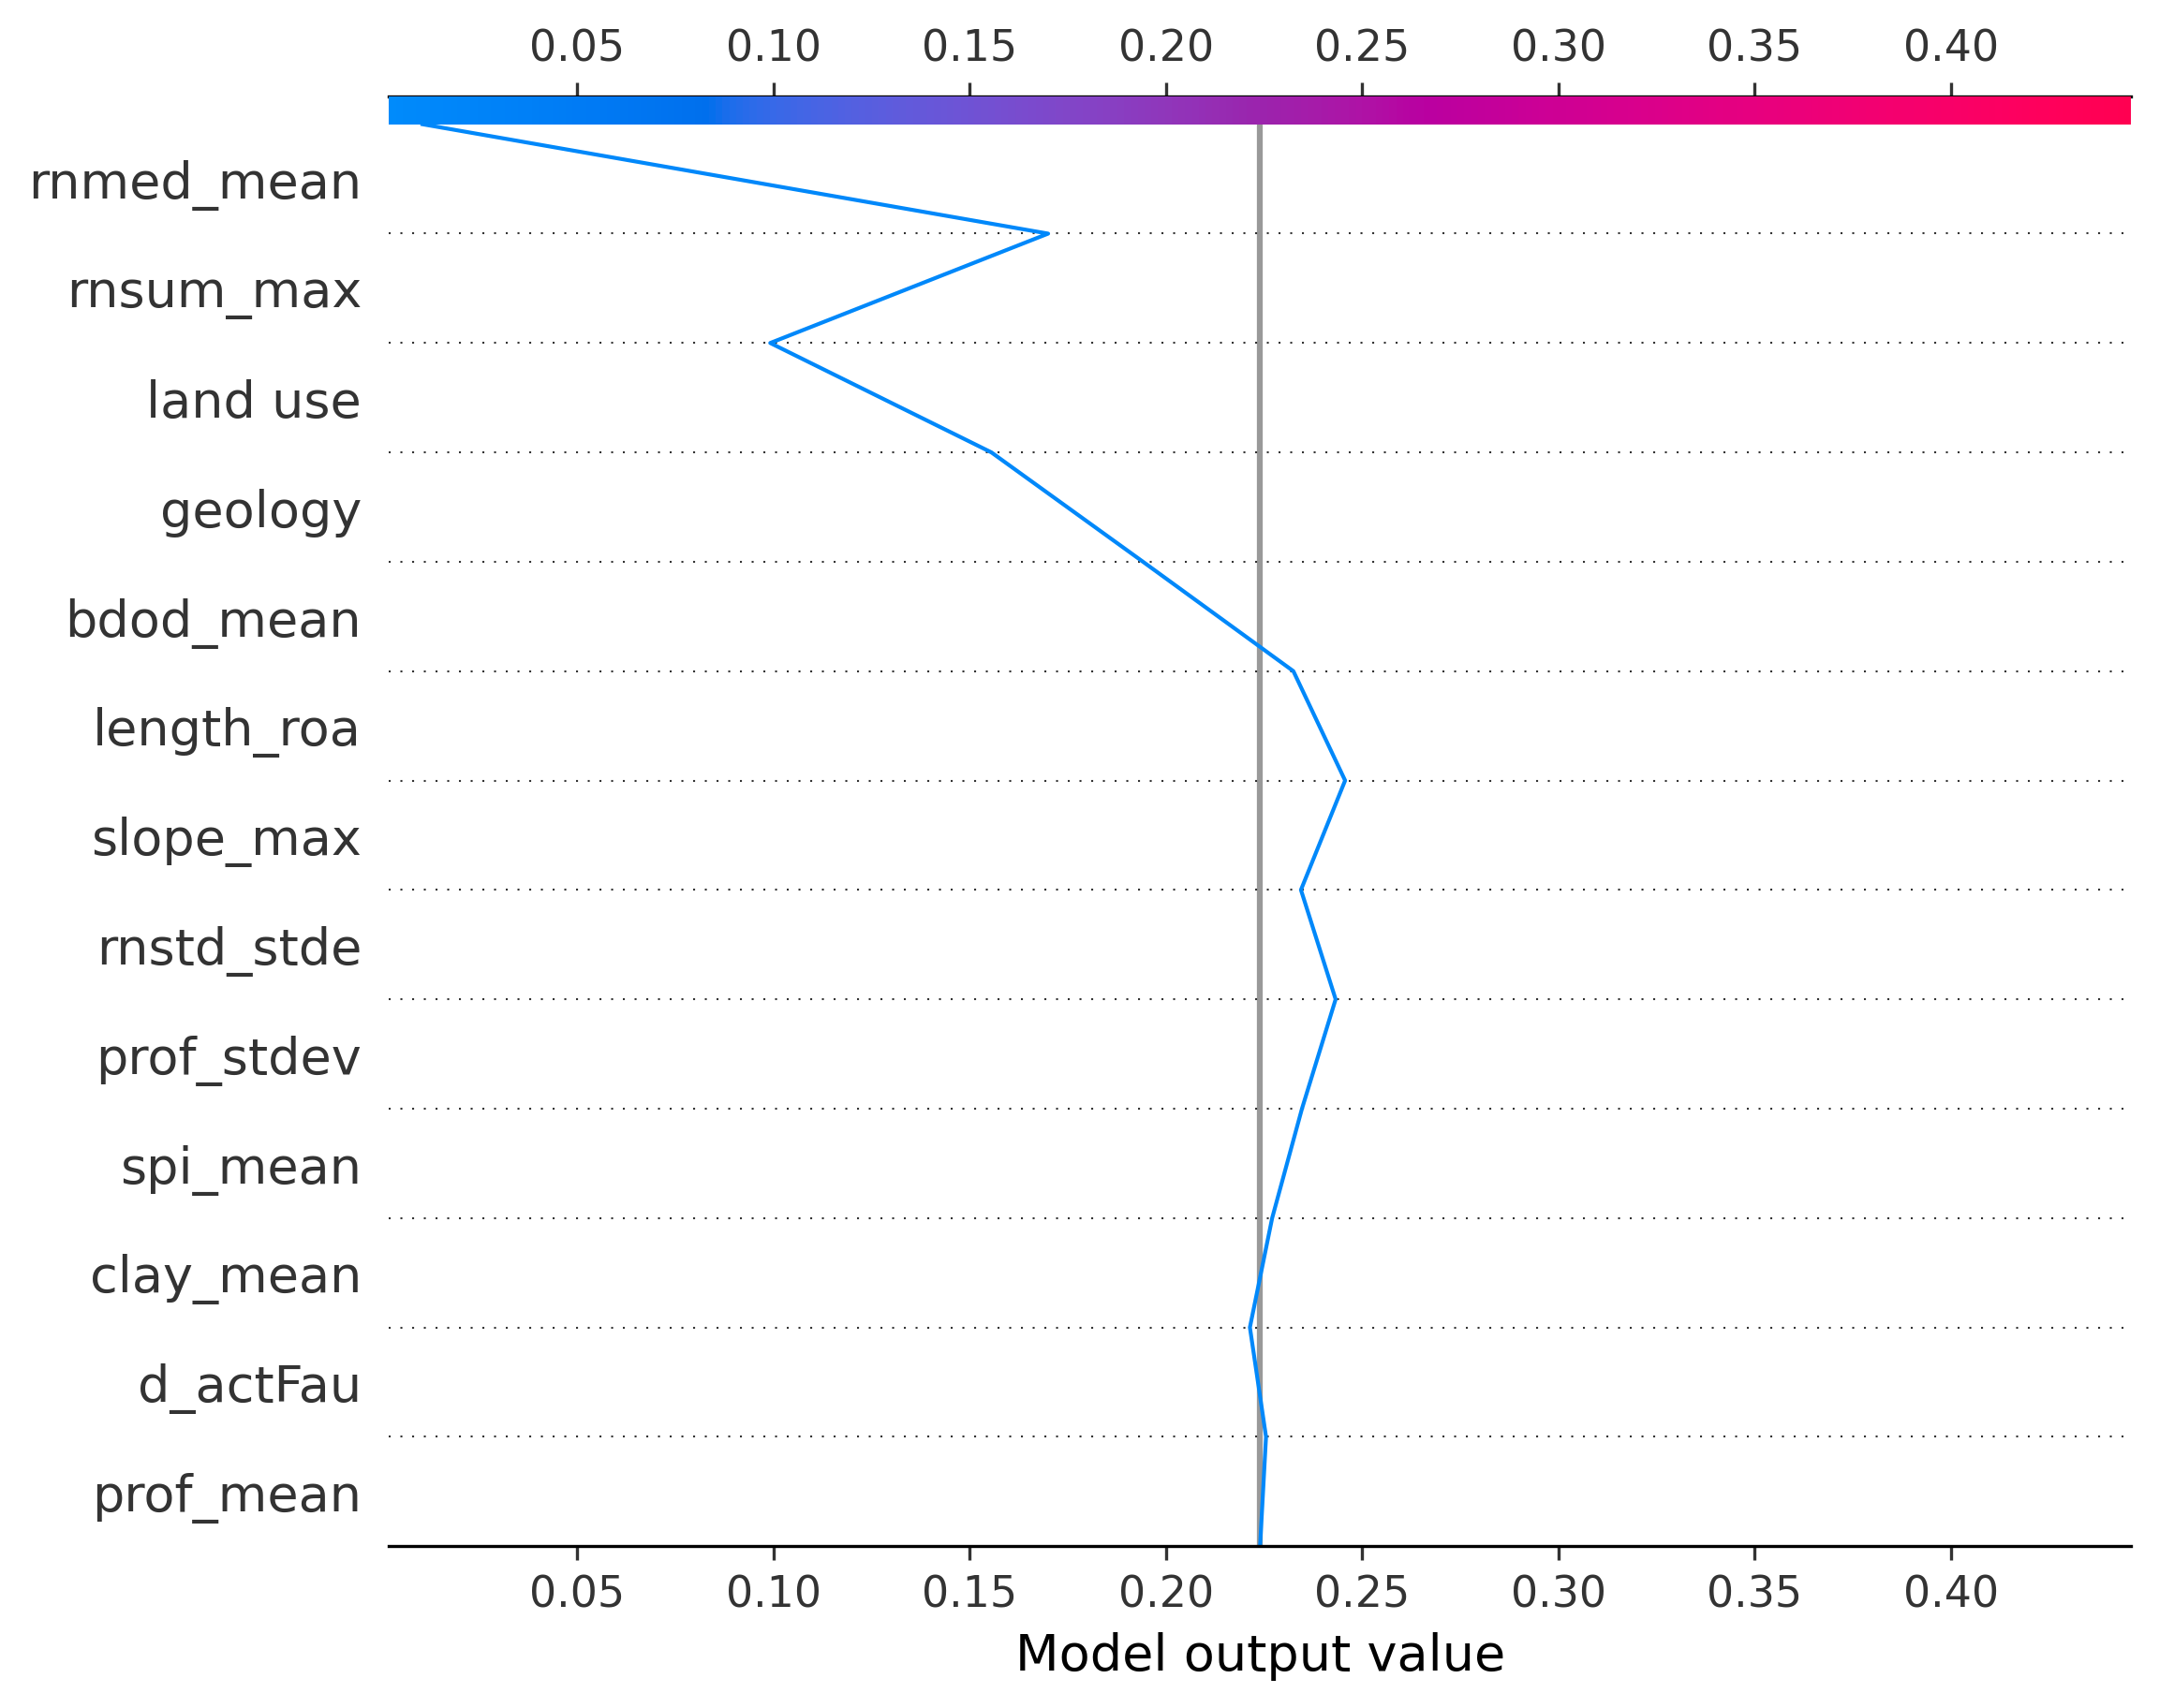 0.05 0.10 0.15 0.20 0.25 0.30 0.35 0.40
rnmed_mean
rnsum_max
land use
geology
bdod_mean
length_roa
slope_max
rnstd_stde
prof_stdev
spi_mean
clay_mean
d_actFau
prof_mean
0.05 0.10 0.15 0.20 0.25 0.30 0.35 0.40
Model output value